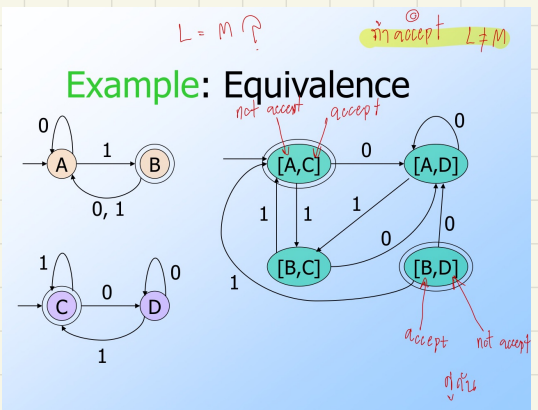 L = M ?
ถ้า accept L ≠ M
Example: Equivalence
not accept accept
0
A
1
B
0, 1
[A,C]
0
[A,D]
0
1
1
1
0
0
[B,C]
[B,D]
1
1
C
0
D
0
1
accept
not accept